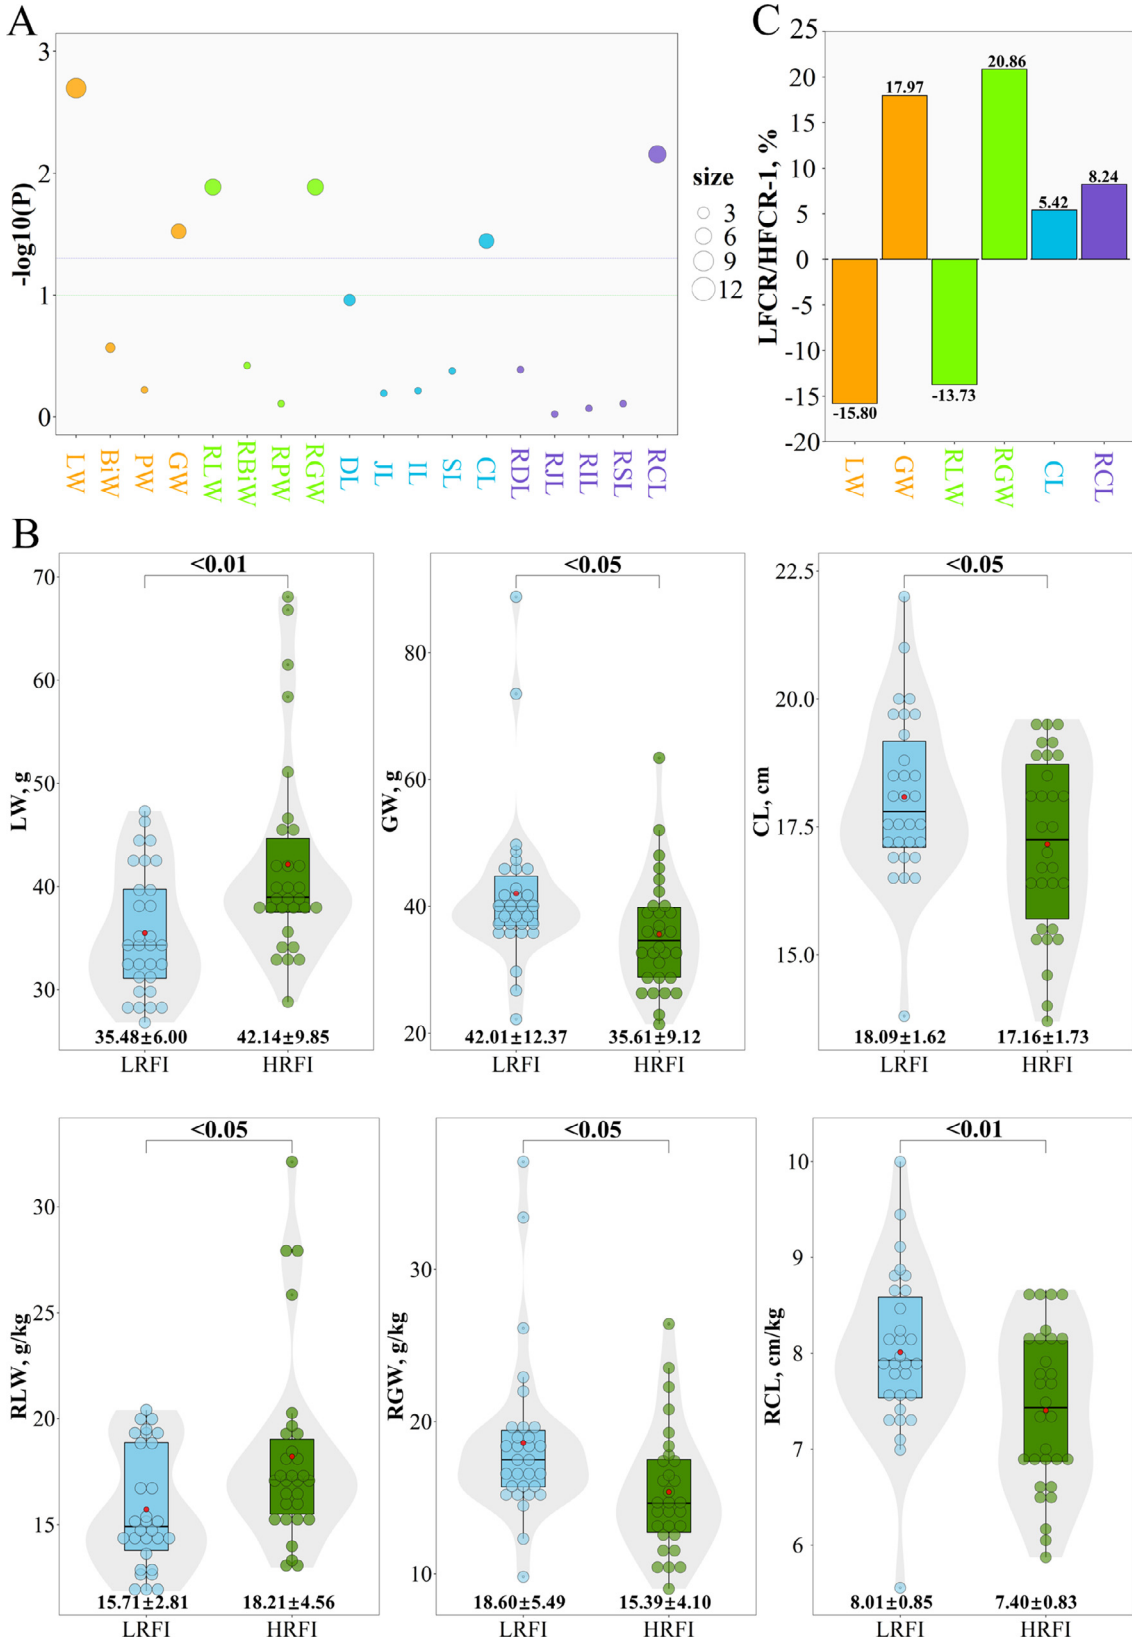 A
3
2
1
0
-log10(P)
LW
BiW
PW
GW
RLW
RBiW
RPW
RGW
DL
JL
IL
SL
CL
RDL
RJL
RIL
RSL
RCL
size
3
6
9
12
C
25
20
15
10
5
0
-5
-10
-15
-20
LFCR/HFCR-1, %
-15.80
17.97
-13.73
20.86
5.42
8.24
LW
GW
RLW
RGW
CL
RCL
B
<0.01
70
60
50
40
30
LW, g
35.48±6.00
42.14±9.85
LRFI
HRFI
<0.05
80
60
40
20
GW, g
42.01±12.37
35.61±9.12
LRFI
HRFI
<0.05
22.5
20.0
17.5
15.0
CL, cm
18.09±1.62
17.16±1.73
LRFI
HRFI
<0.05
30
25
20
15
RLW, g/kg
15.71±2.81
18.21±4.56
LRFI
HRFI
<0.05
30
20
10
RGW, g/kg
18.60±5.49
15.39±4.10
LRFI
HRFI
<0.01
10
9
8
7
6
RCL, cm/kg
8.01±0.85
7.40±0.83
LRFI
HRFI